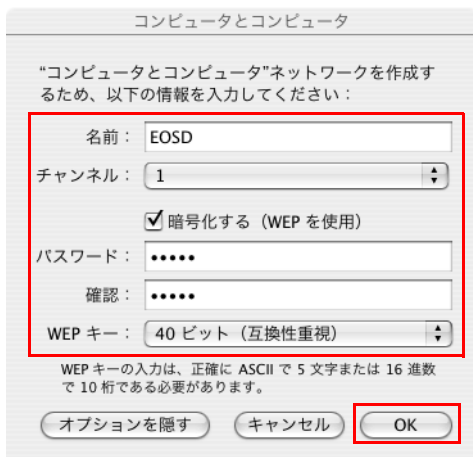 コンピュータとコンピュータ
“コンピュータとコンピュータ”ネットワークを作成す
るため、以下の情報を入力してください：
名前： EOSD
チャンネル： 1
暗号化する（WEP を使用）
パスワード： •••••
確認： •••••
WEP キー： 40 ビット（互換性重視）
WEP キーの入力は、正確に ASCII で 5 文字または 16 進数
で 10 桁である必要があります。
オプションを隠す キャンセル OK